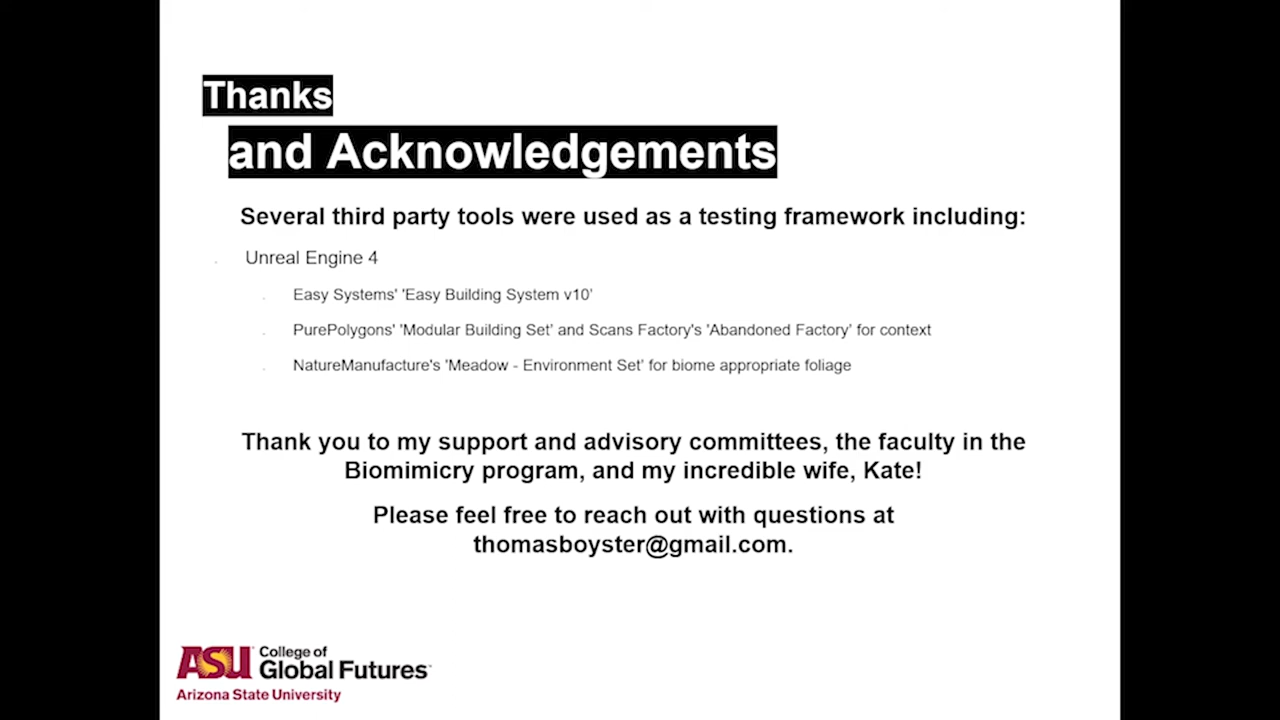 Thanks
and Acknowledgements
Several third party tools were used as a testing framework including:
Unreal Engine 4
Easy Systems' 'Easy Building System v10'
PurePolygons' 'Modular Building Set' and Scans Factory's 'Abandoned Factory' for context
NatureManufacture's 'Meadow - Environment Set' for biome appropriate foliage
Thank you to my support and advisory committees, the faculty in the
Biomimicry program, and my incredible wife, Kate!
Please feel free to reach out with questions at
thomasboyster@gmail.com.
ASU College of
Global Futures
Arizona State University